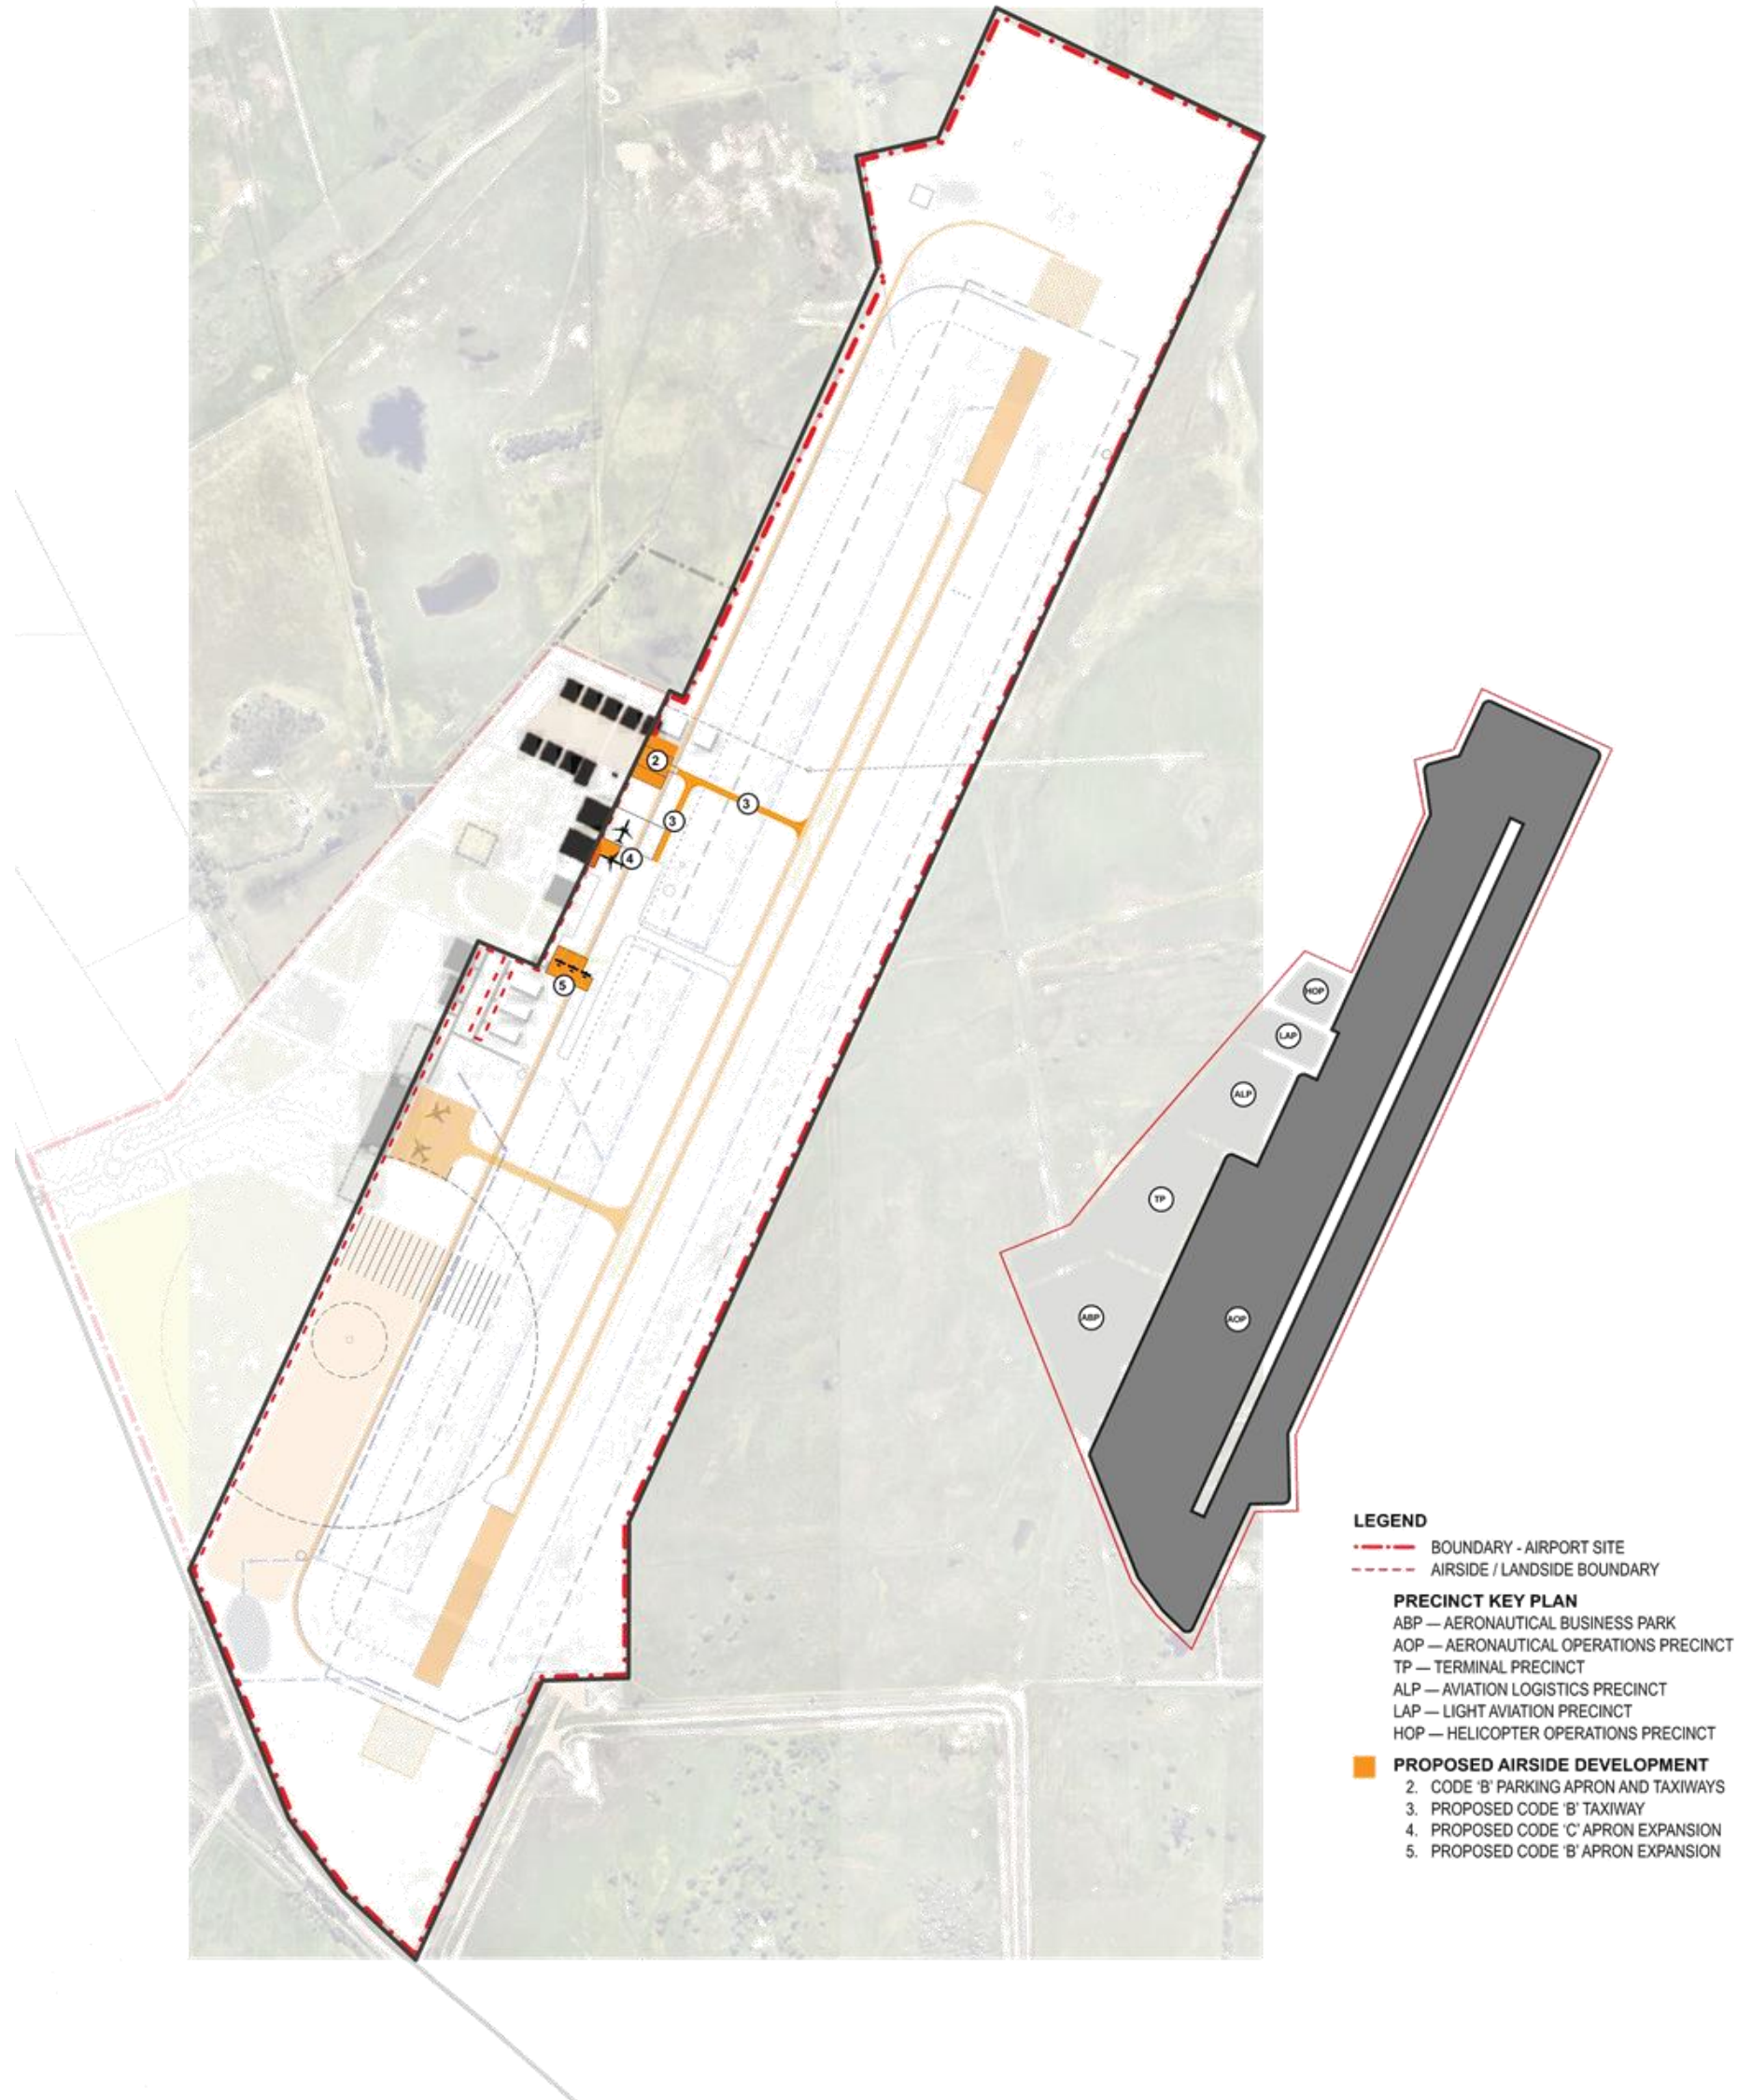 2
3
3
4
5
HOP
LAP
ALP
TP
ABP
AOP
LEGEND
BOUNDARY - AIRPORT SITE
AIRSIDE / LANDSIDE BOUNDARY
PRECINCT KEY PLAN
ABP — AERONAUTICAL BUSINESS PARK
AOP — AERONAUTICAL OPERATIONS PRECINCT
TP — TERMINAL PRECINCT
ALP — AVIATION LOGISTICS PRECINCT
LAP — LIGHT AVIATION PRECINCT
HOP — HELICOPTER OPERATIONS PRECINCT
PROPOSED AIRSIDE DEVELOPMENT
2. CODE 'B' PARKING APRON AND TAXIWAYS
3. PROPOSED CODE 'B' TAXIWAY
4. PROPOSED CODE 'C' APRON EXPANSION
5. PROPOSED CODE 'B' APRON EXPANSION